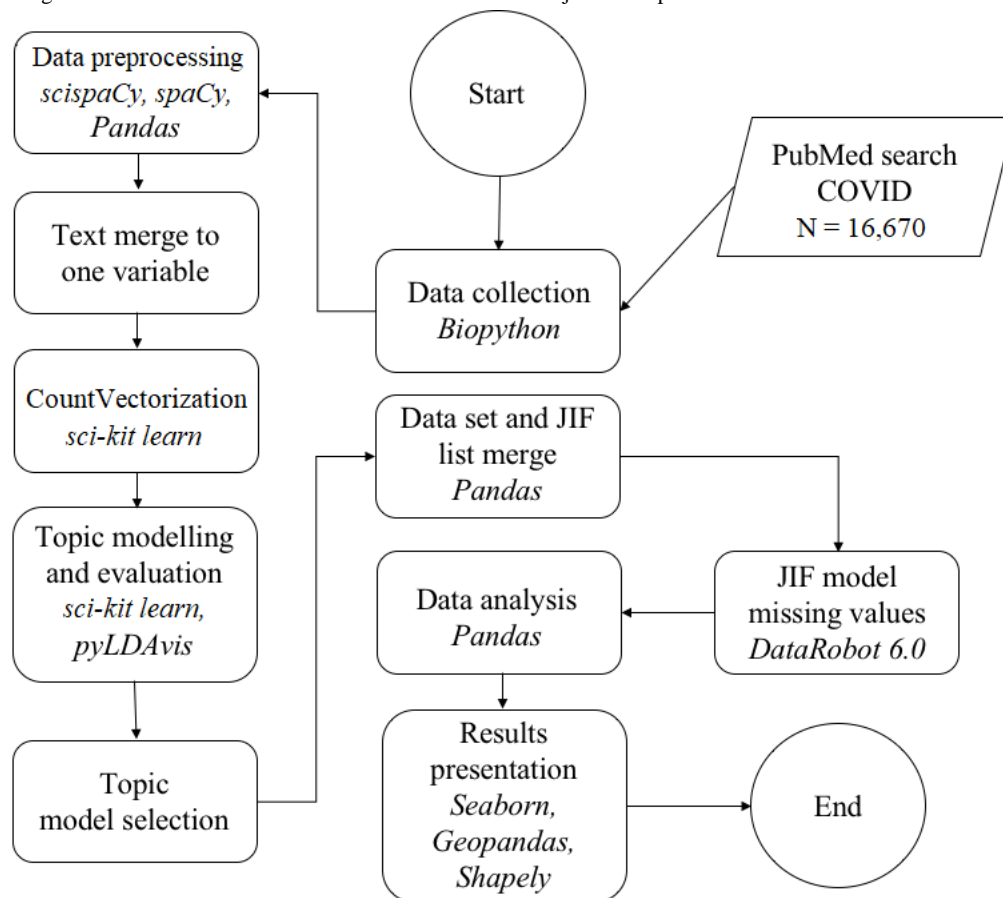 Start
PubMed search
COVID
N = 16,670
Data collection
Biopython
Data preprocessing
scispaCy, spaCy,
Pandas
Text merge to
one variable
CountVectorization
sci-kit learn
Topic modelling
and evaluation
sci-kit learn,
pyLDAvis
Topic
model selection
Data set and JIF
list merge
Pandas
JIF model
missing values
DataRobot 6.0
Data analysis
Pandas
Results
presentation
Seaborn,
Geopandas,
Shapely
End